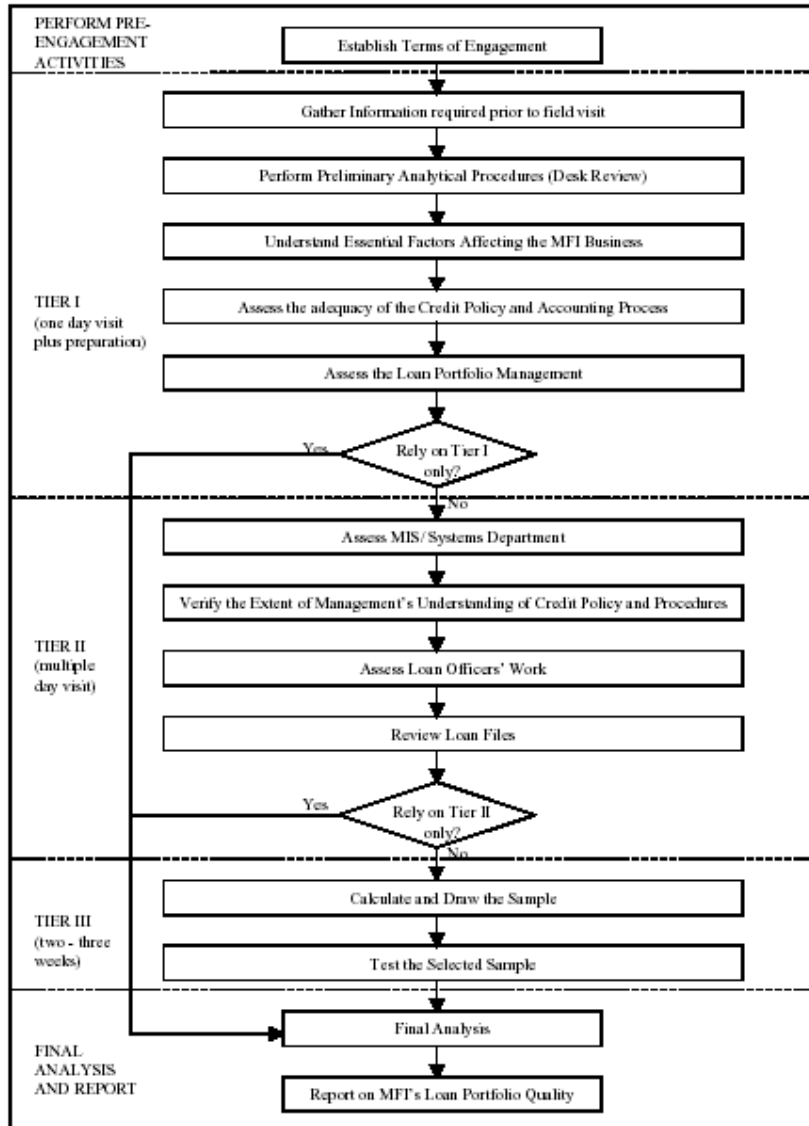 PERFORM PRE-
ENGAGEMENT
ACTIVITIES
Establish Terms of Engagement
Gather Information required prior to field visit
Perform Preliminary Analytical Procedures (Desk Review)
Understand Essential Factors Affecting the MFI Business
TIER I
(one day visit
plus preparation)
Assess the adequacy of the Credit Policy and Accounting Process
Assess the Loan Portfolio Management
Yes
Rely on Tier I
only?
No
Assess MIS/Systems Department
Verify the Extent of Management's Understanding of Credit Policy and Procedures
TIER II
(multiple
day visit)
Assess Loan Officers' Work
Review Loan Files
Yes
Rely on Tier II
only?
No
TIER III
(two - three
weeks)
Calculate and Draw the Sample
Test the Selected Sample
FINAL
ANALYSIS
AND REPORT
Final Analysis
Report on MFI's Loan Portfolio Quality